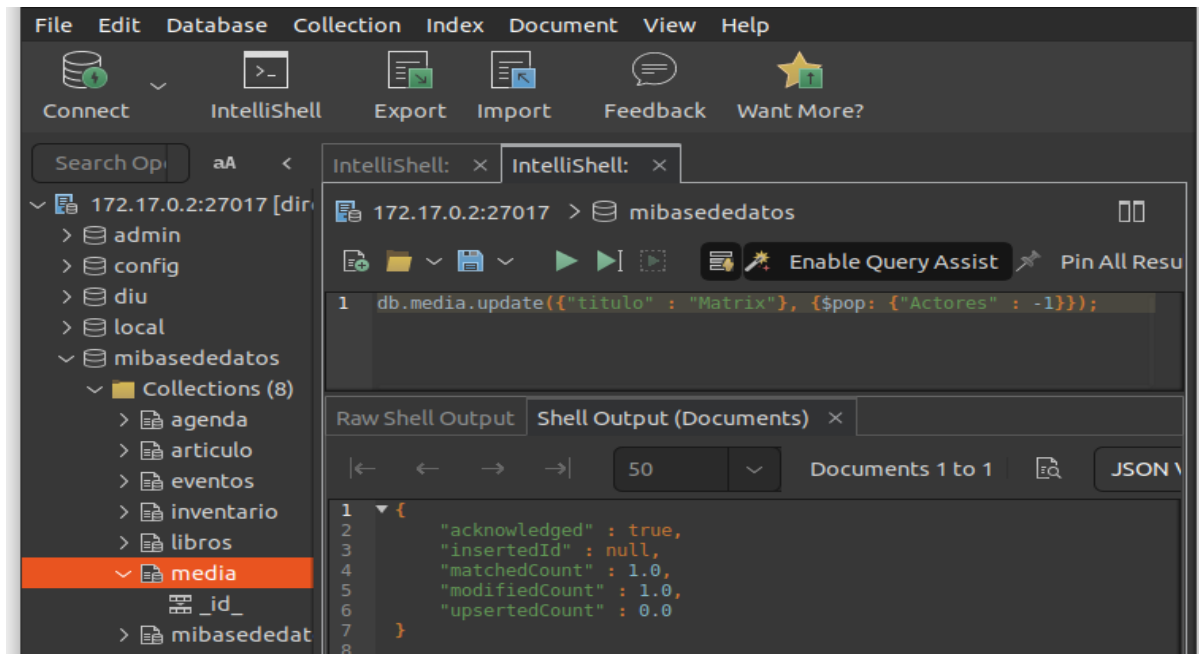 File Edit Database Collection Index Document View Help
Connect IntelliShell Export Import Feedback Want More?
Search Op aA <
IntelliShell: × IntelliShell: ×
172.17.0.2:27017 [dir
admin
config
diu
local
mibasededatos
Collections (8)
agenda
articulo
eventos
inventario
libros
media
_id_
mibasededat
172.17.0.2:27017 > mibasededatos
Enable Query Assist Pin All Resu
1 db.media.update({"titulo" : "Matrix"}, {$pop: {"Actores" : -1}});
Raw Shell Output Shell Output (Documents) ×
50 Documents 1 to 1 JSON V
1 {
2 "acknowledged" : true,
3 "insertedId" : null,
4 "matchedCount" : 1.0,
5 "modifiedCount" : 1.0,
6 "upsertedCount" : 0.0
7 }
8